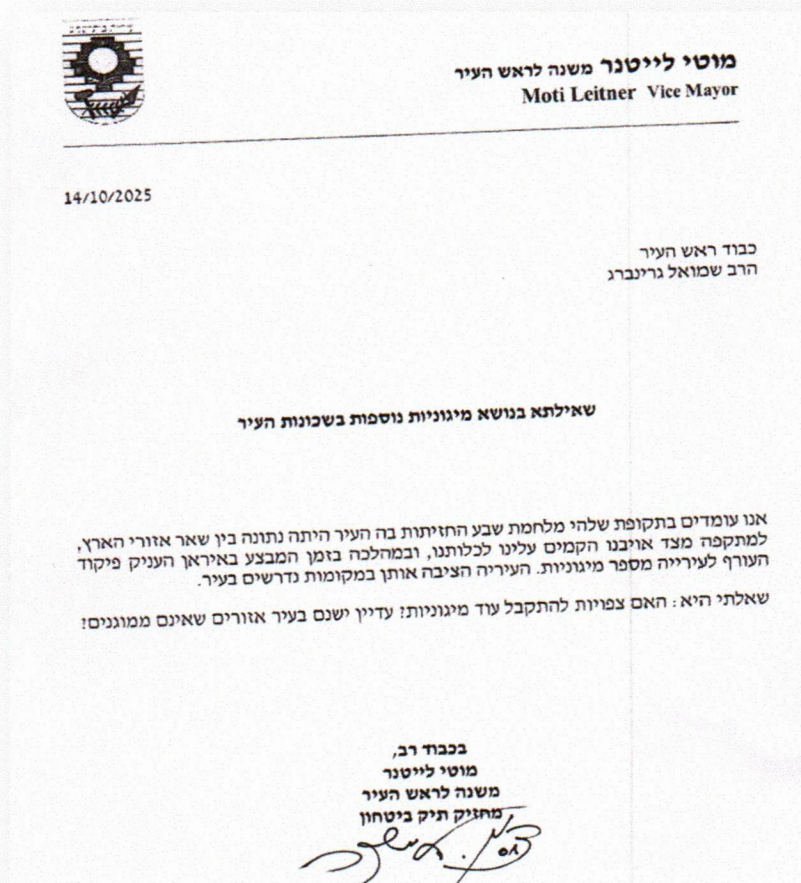 מוטי לייטנר משנה לראש העיר
Moti Leitner Vice Mayor
14/10/2025
כבוד ראש העיר
הרב שמואל גרינברג
שאילתא בנושא מיגוניות נוספות בשכונות העיר
אנו עומדים בתקופת שלהי מלחמת שבע החזיתות בה העיר היתה נתונה בין שאר אזורי הארץ,
למתקפה מצד אויבנו הקמים עלינו לכלותנו, ובמהלכה בזמן המבצע באיראן העניק פיקוד
העורף לעירייה מספר מיגוניות. העיריה הציבה אותן במקומות נדרשים בעיר.
שאלתי היא: האם צפויות להתקבל עוד מיגוניות? עדיין ישנם בעיר אזורים שאינם ממוגנים?
בכבוד רב,
מוטי לייטנר
משנה לראש העיר
מחזיק תיק ביטחון